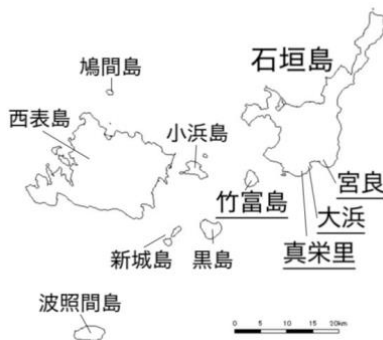 石垣島
鳩間島
西表島
小浜島
宮良
竹富島
大浜
真栄里
新城島
黒島
波照間島
0 5 10 15 20km